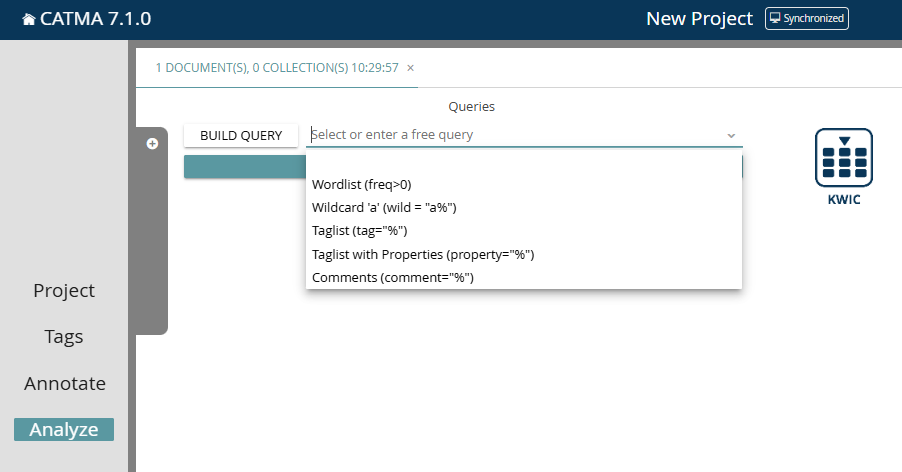 CATMA 7.1.0
New Project
Synchronized
1 DOCUMENT(S), 0 COLLECTION(S) 10:29:57 ×
Queries
BUILD QUERY
Select or enter a free query
Wordlist (freq>0)
Wildcard 'a' (wild = "a%")
Taglist (tag="%")
Taglist with Properties (property="%")
Comments (comment="%")
KWIC
Project
Tags
Annotate
Analyze